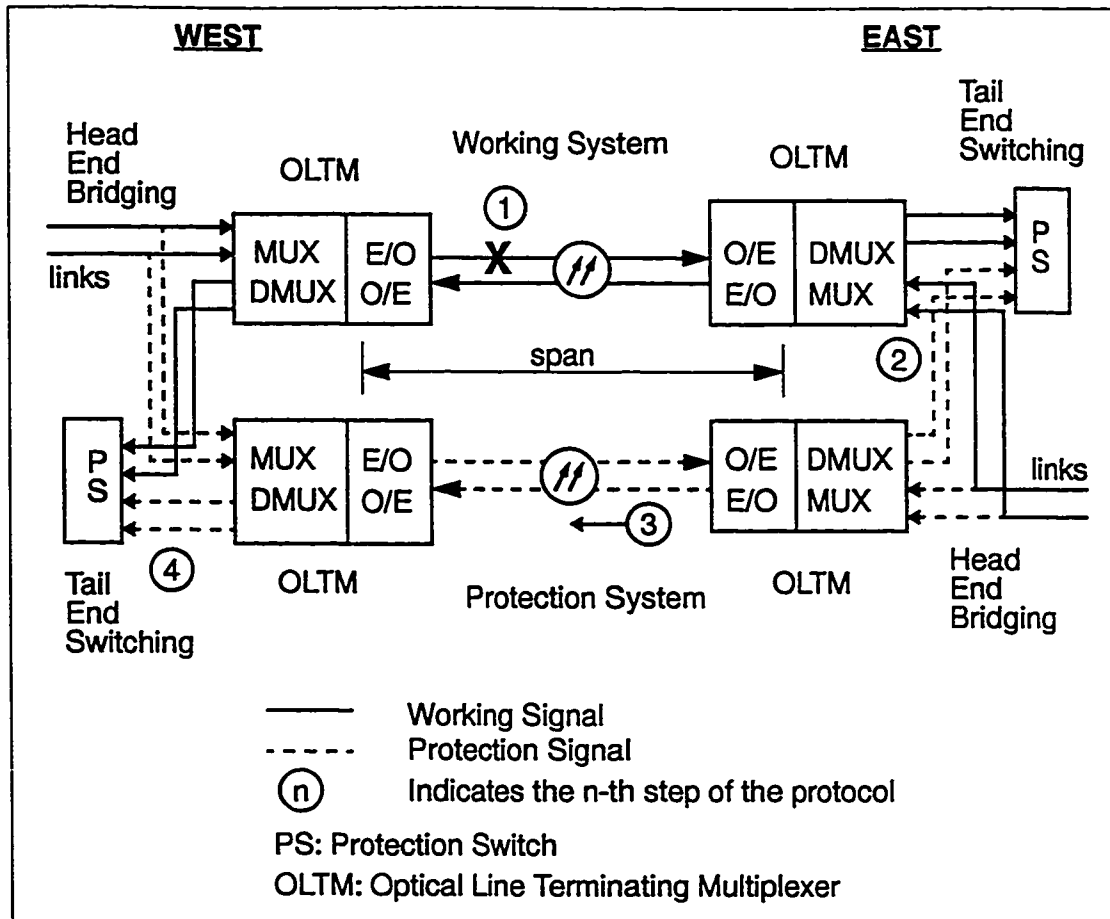 WEST
EAST
Head
End
Bridging
links
OLTM
Working System
1
OLTM
Tail
End
Switching
MUX
DMUX
E/O
O/E
X
O/E
E/O
DMUX
MUX
P
S
span
2
P
S
MUX
DMUX
E/O
O/E
O/E
E/O
DMUX
MUX
links
3
4
Tail
End
Switching
OLTM
Protection System
OLTM
Head
End
Bridging
Working Signal
Protection Signal
n Indicates the n-th step of the protocol
PS: Protection Switch
OLTM: Optical Line Terminating Multiplexer